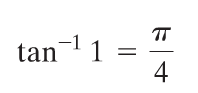 tan⁻¹ 1 = π/4